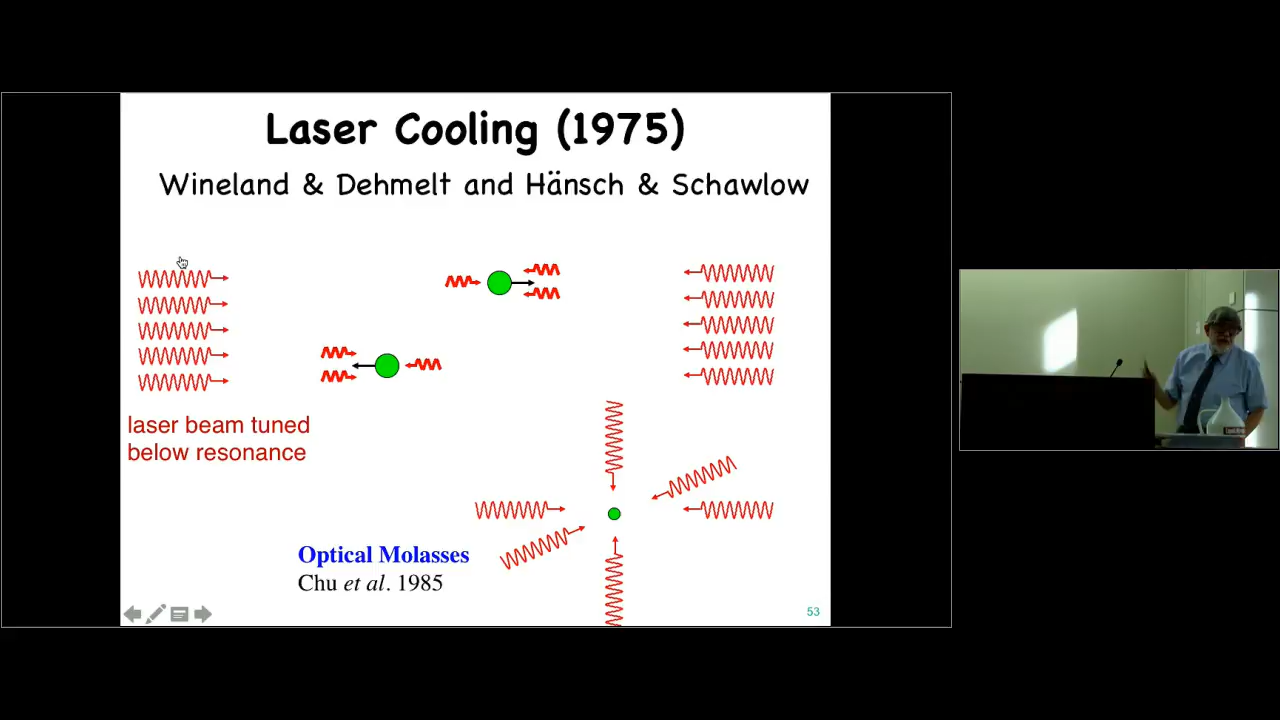 Laser Cooling (1975)
Wineland & Dehmelt and Hänsch & Schawlow
laser beam tuned
below resonance
Optical Molasses
Chu et al. 1985
53